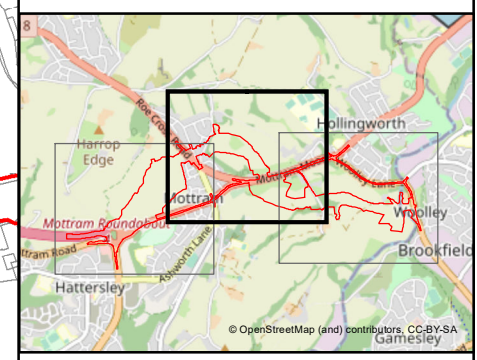 8
Roe Cross Road
Hollingworth
Harrop
Edge
Mottram Moor
Woolley Lane
Mottram
Woolley
Mottram Roundabout
ttram Road
Ashworth Lane
Brookfield
Hattersley
© OpenStreetMap (and) contributors, CC-BY-SA
Gamesley